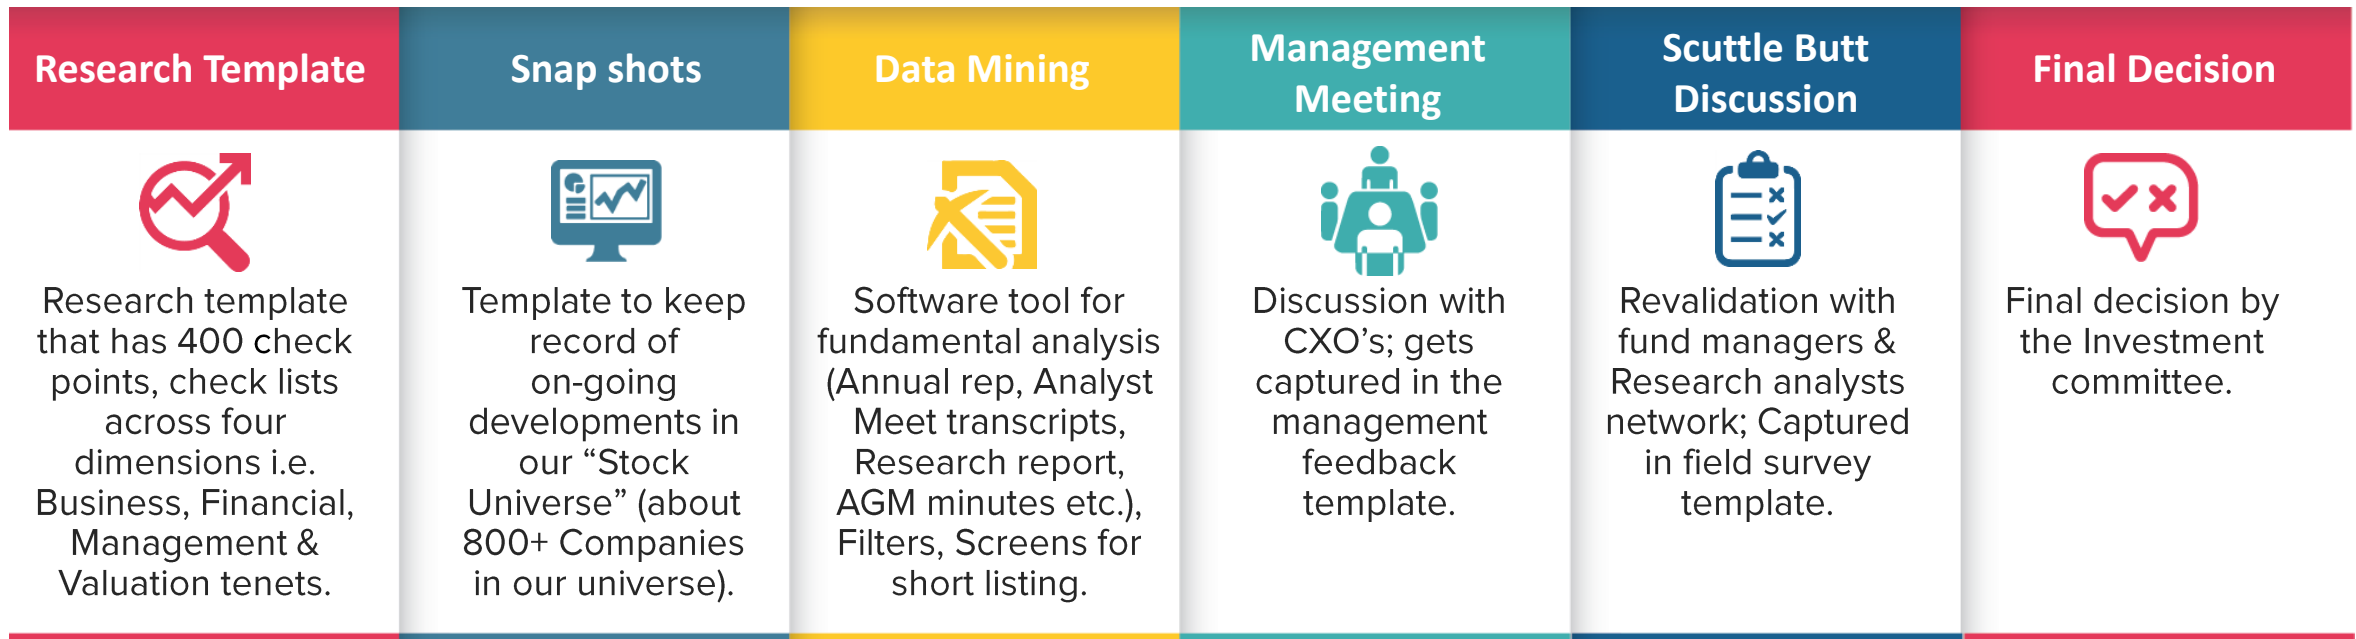 Research Template
Research template
that has 400 check
points, check lists
across four
dimensions i.e.
Business, Financial,
Management &
Valuation tenets.
Snap shots
Template to keep
record of
on-going
developments in
our “Stock
Universe” (about
800+ Companies
in our universe).
Data Mining
Software tool for
fundamental analysis
(Annual rep, Analyst
Meet transcripts,
Research report,
AGM minutes etc.),
Filters, Screens for
short listing.
Management
Meeting
Discussion with
CXO’s; gets
captured in the
management
feedback
template.
Scuttle Butt
Discussion
Revalidation with
fund managers &
Research analysts
network; Captured
in field survey
template.
Final Decision
Final decision by
the Investment
committee.